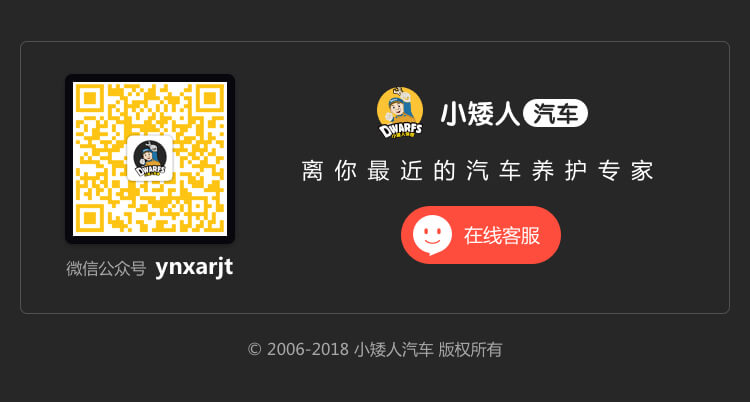 DWARFS
小矮人汽车
离你最近的汽车养护专家
在线客服
DWARFS
微信公众号 ynxarjt
© 2006-2018 小矮人汽车 版权所有